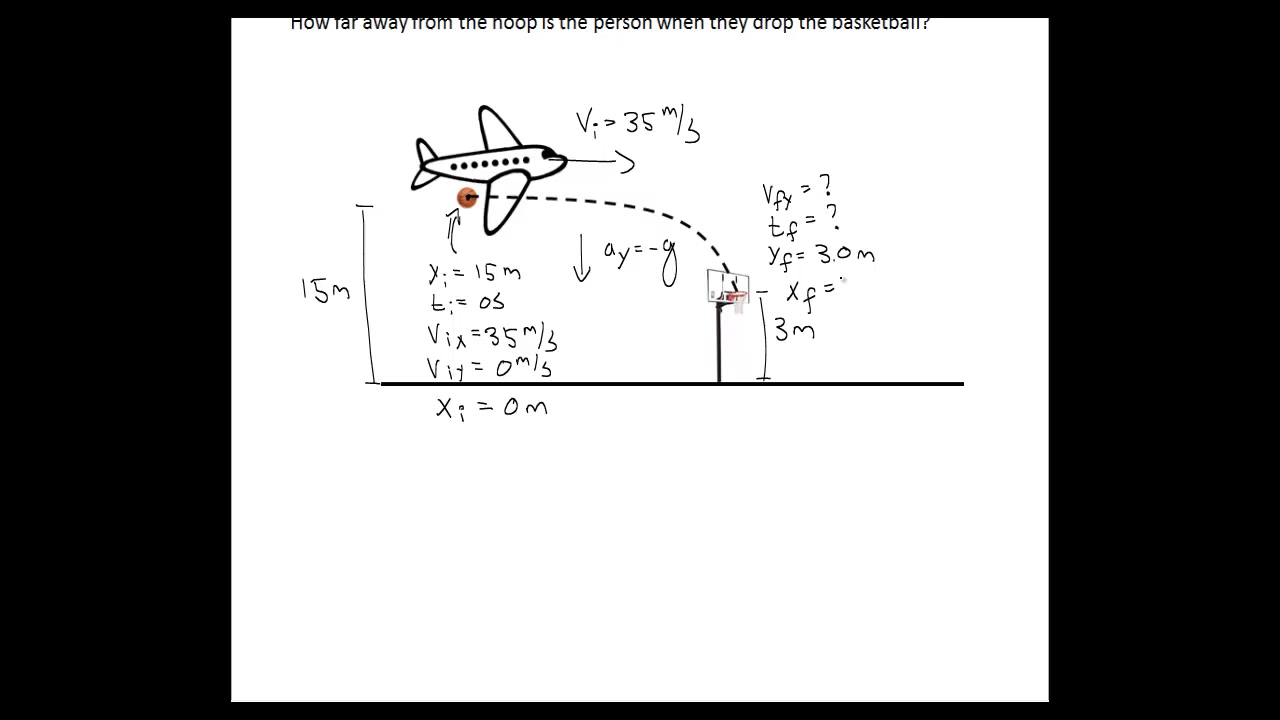 How far away from the hoop is the person when they drop the basketball?
Vi = 35 m/s
Vfy = ?
tf = ?
yf = 3.0 m
xf =
ay = -g
15m
yi = 15 m
ti = 0s
Vix = 35 m/s
Viy = 0 m/s
3m
xi = 0 m